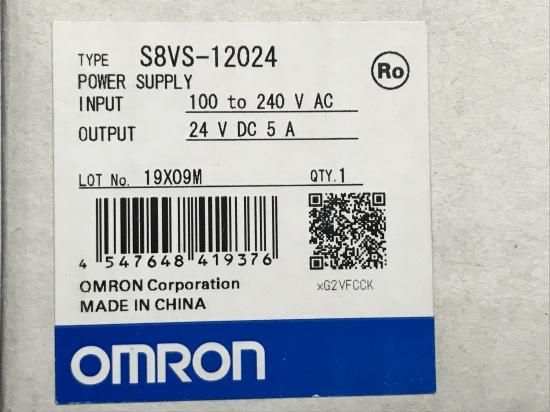 TYPE S8VS-12024
Ro
POWER SUPPLY
INPUT 100 to 240 V AC
OUTPUT 24 V DC 5 A
LOT No. 19X09M QTY.1
4 547648 419376
OMRON Corporation xG2VFCCK
MADE IN CHINA
OMRON